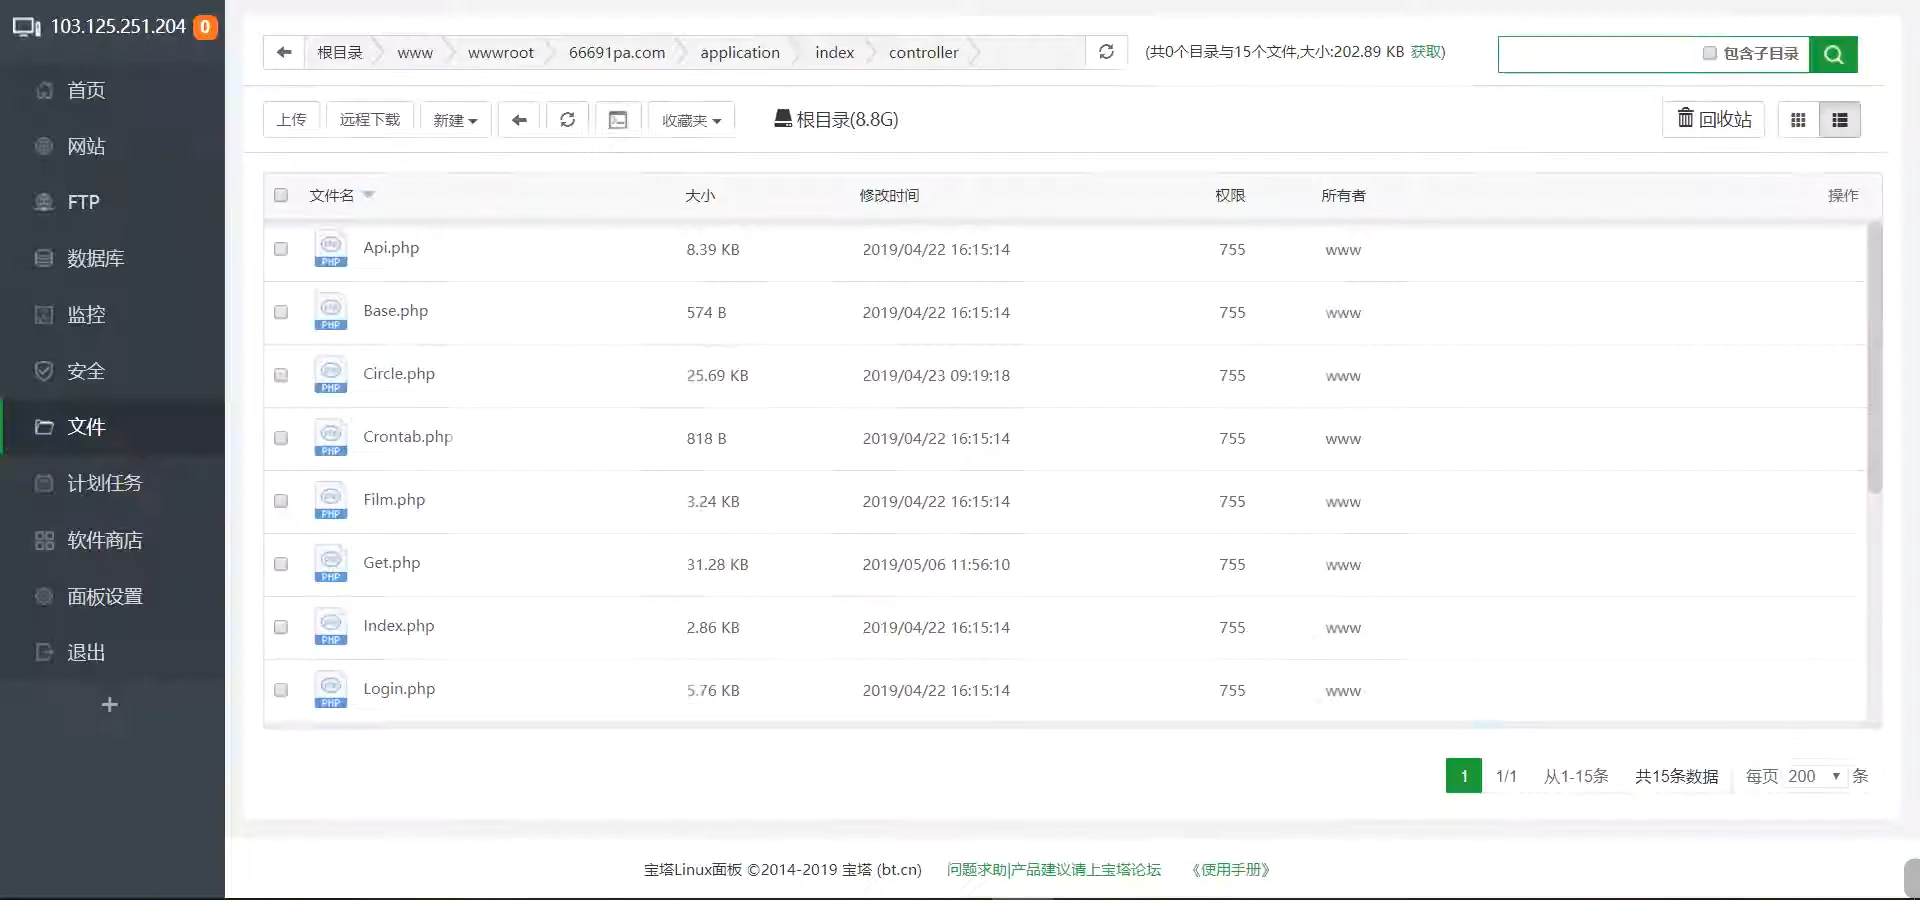 103.125.251.204 0
首页
网站
FTP
数据库
监控
安全
文件
计划任务
软件商店
面板设置
退出
+
根目录 www wwwroot 66691pa.com application index controller (共0个目录与15个文件,大小:202.89 KB 获取) 包含子目录
上传 远程下载 新建 收藏夹 根目录(8.8G) 回收站
文件名 大小 修改时间 权限 所有者 操作
PHP Api.php 8.39 KB 2019/04/22 16:15:14 755 www
PHP Base.php 574 B 2019/04/22 16:15:14 755 www
PHP Circle.php 25.69 KB 2019/04/23 09:19:18 755 www
PHP Crontab.php 818 B 2019/04/22 16:15:14 755 www
PHP Film.php 3.24 KB 2019/04/22 16:15:14 755 www
PHP Get.php 31.28 KB 2019/05/06 11:56:10 755 www
PHP Index.php 2.86 KB 2019/04/22 16:15:14 755 www
PHP Login.php 5.76 KB 2019/04/22 16:15:14 755 www
1 1/1 从1-15条 共15条数据 每页 200 条
宝塔Linux面板 ©2014-2019 宝塔 (bt.cn) 问题求助|产品建议请上宝塔论坛 《使用手册》